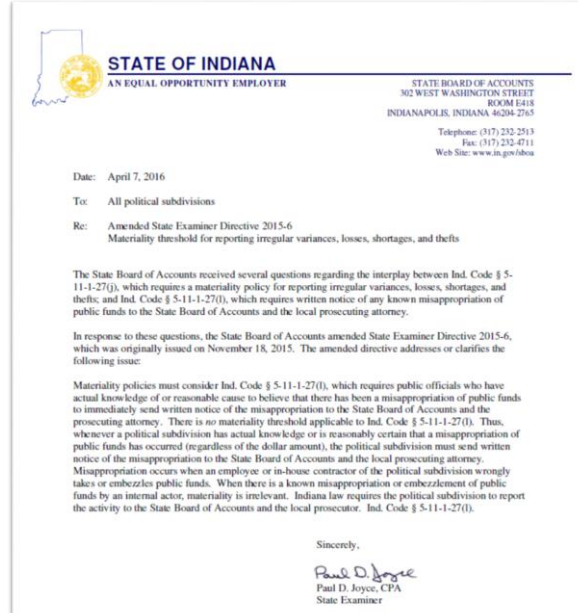 STATE OF INDIANA
AN EQUAL OPPORTUNITY EMPLOYER
STATE BOARD OF ACCOUNTS
302 WEST WASHINGTON STREET
ROOM E418
INDIANAPOLIS, INDIANA 46204-2765
Telephone: (317) 232-2513
Fax: (317) 232-4711
Web Site: www.in.gov/sboa
Date: April 7, 2016
To: All political subdivisions
Re: Amended State Examiner Directive 2015-6
Materiality threshold for reporting irregular variances, losses, shortages, and thefts
The State Board of Accounts received several questions regarding the interplay between Ind. Code § 5-
11-1-27(j), which requires a materiality policy for reporting irregular variances, losses, shortages, and
thefts; and Ind. Code § 5-11-1-27(l), which requires written notice of any known misappropriation of
public funds to the State Board of Accounts and the local prosecuting attorney.
In response to these questions, the State Board of Accounts amended State Examiner Directive 2015-6,
which was originally issued on November 18, 2015. The amended directive addresses or clarifies the
following issue:
Materiality policies must consider Ind. Code § 5-11-1-27(l), which requires public officials who have
actual knowledge of or reasonable cause to believe that there has been a misappropriation of public funds
to immediately send written notice of the misappropriation to the State Board of Accounts and the
prosecuting attorney. There is no materiality threshold applicable to Ind. Code § 5-11-1-27(l). Thus,
whenever a political subdivision has actual knowledge or is reasonably certain that a misappropriation of
public funds has occurred (regardless of the dollar amount), the political subdivision must send written
notice of the misappropriation to the State Board of Accounts and the local prosecuting attorney.
Misappropriation occurs when an employee or in-house contractor of the political subdivision wrongly
takes or embezzles public funds. When there is a known misappropriation or embezzlement of public
funds by an internal actor, materiality is irrelevant. Indiana law requires the political subdivision to report
the activity to the State Board of Accounts and the local prosecutor. Ind. Code § 5-11-1-27(l).
Sincerely,
Paul D. Joyce
Paul D. Joyce, CPA
State Examiner